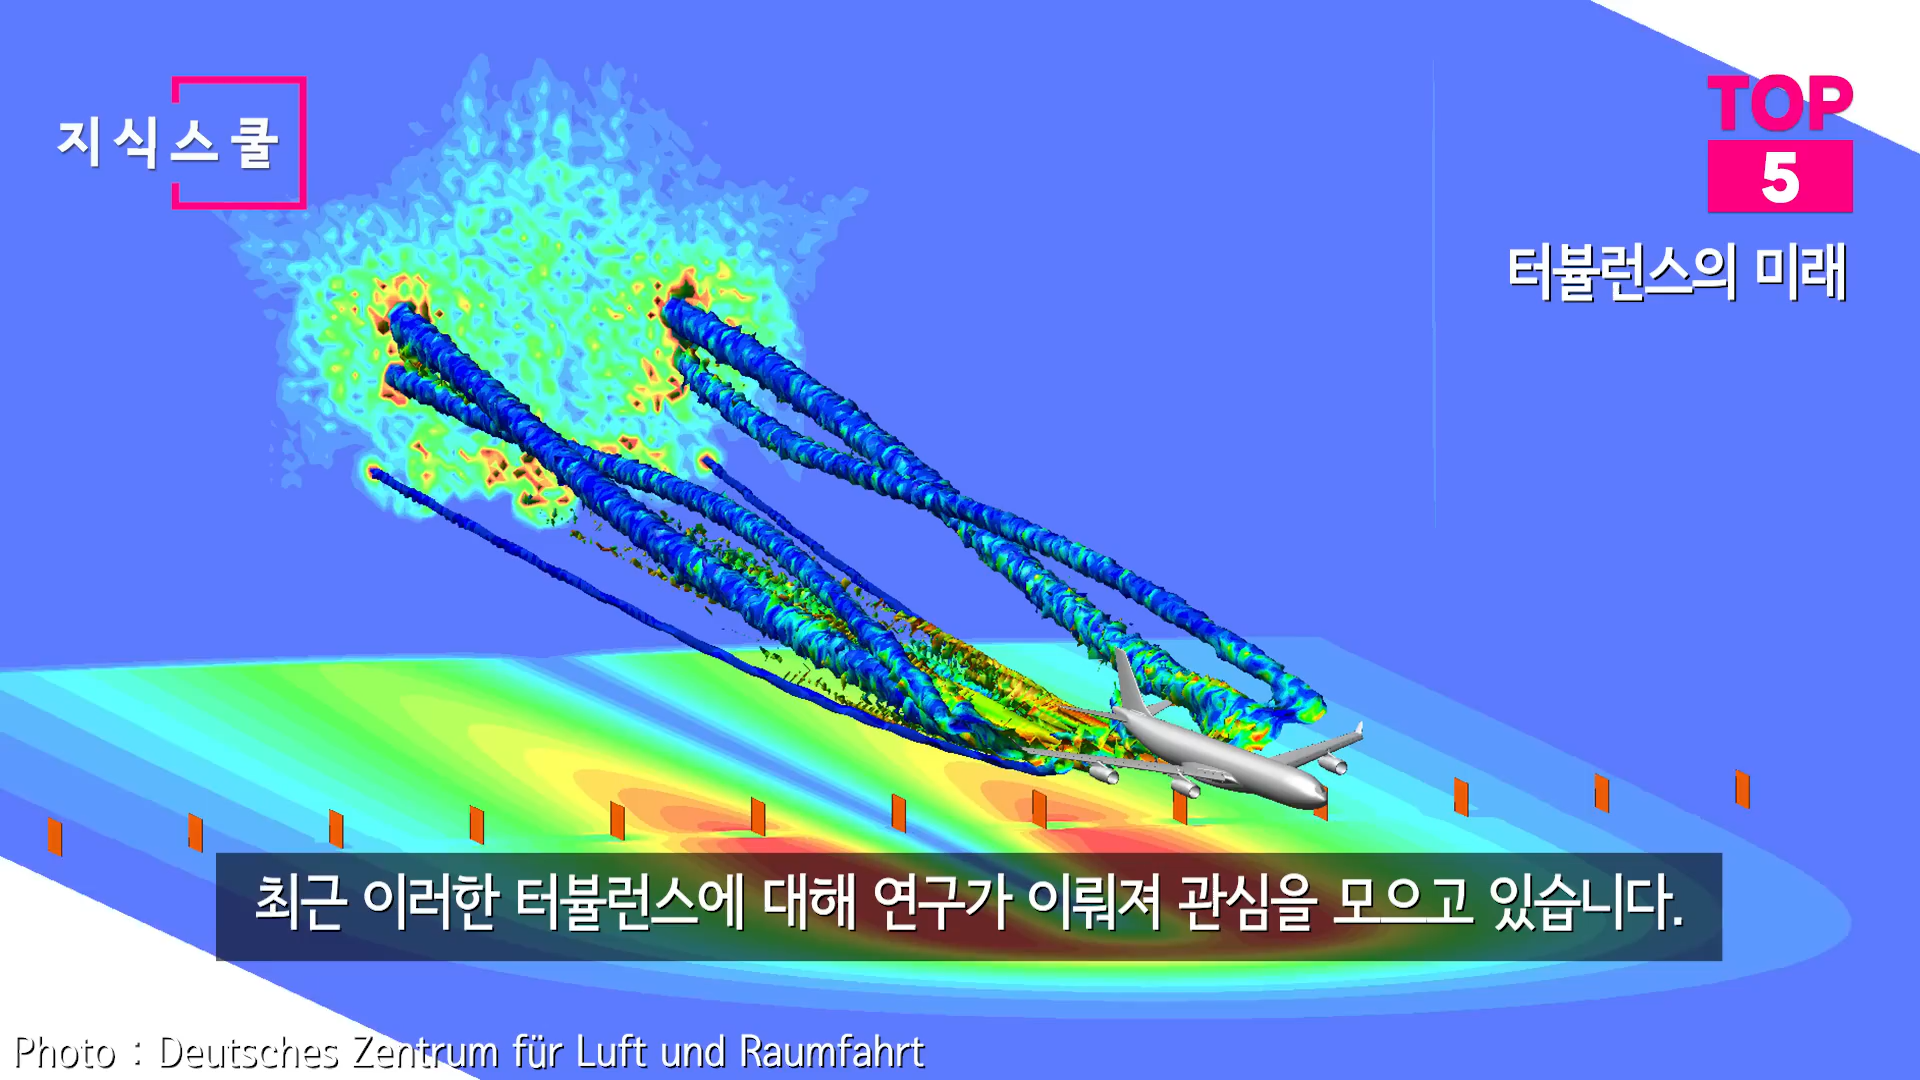 지식스쿨
TOP
5
터뷸런스의 미래
최근 이러한 터뷸런스에 대해 연구가 이뤄져 관심을 모으고 있습니다.
Photo : Deutsches Zentrum für Luft und Raumfahrt